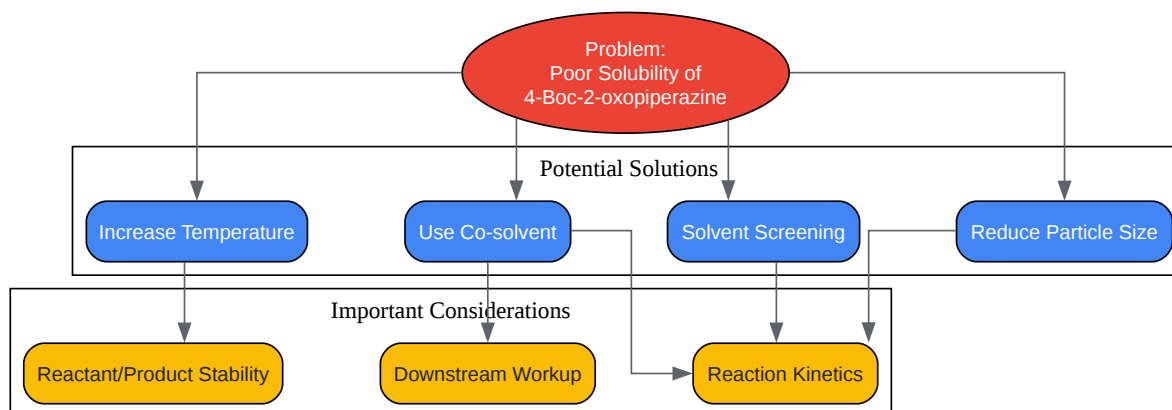 Problem:
Poor Solubility of
4-Boc-2-oxopiperazine
Potential Solutions
Increase Temperature
Use Co-solvent
Solvent Screening
Reduce Particle Size
Important Considerations
Reactant/Product Stability
Downstream Workup
Reaction Kinetics